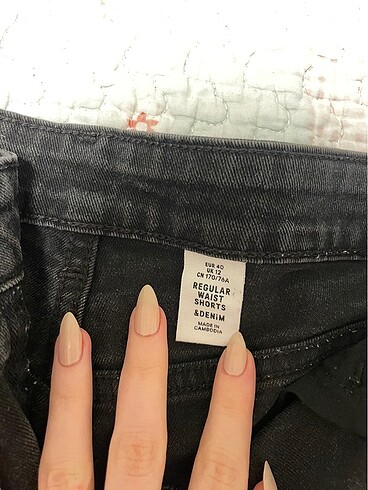 EUR 40
UK 12
CN 170/76A
REGULAR
WAIST
SHORTS
&DENIM
MADE IN
CAMBODIA